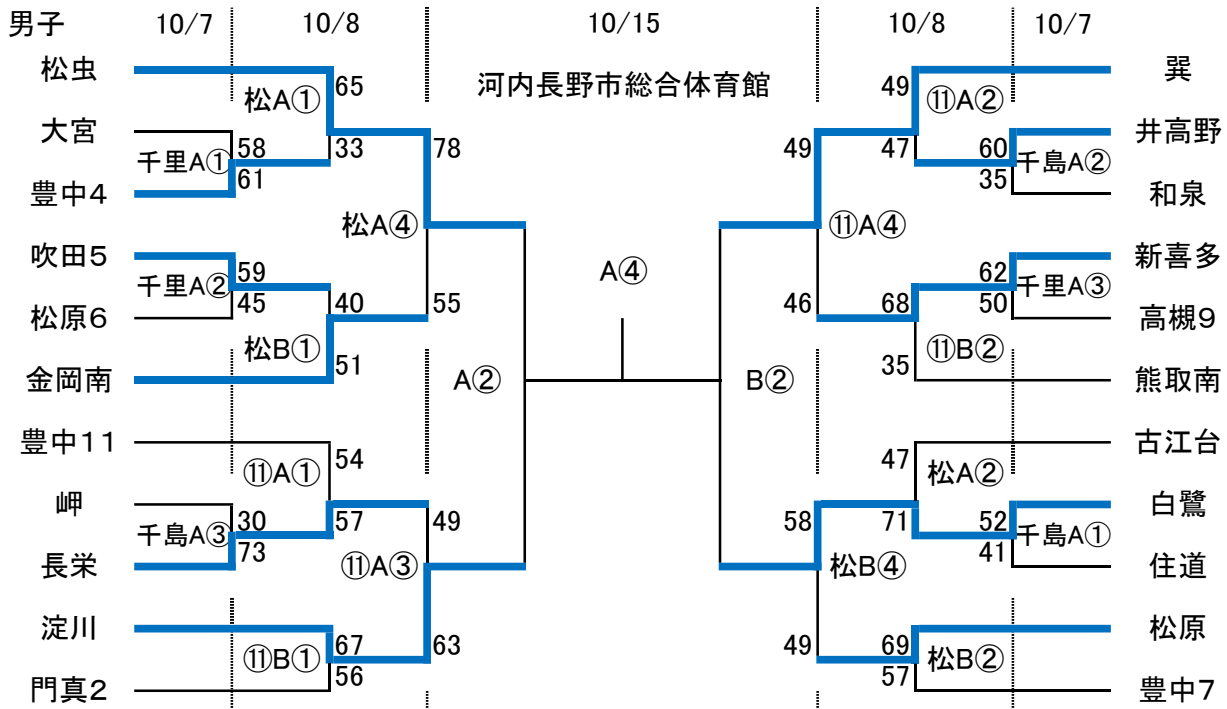 男子 10/7 10/8 10/15 10/8 10/7
松虫 65 河内長野市総合体育館 49 巽
松A① ⑪A②
大宮 58 33 78 49 47 60 井高野
千里A① 千島A②
豊中4 61 35 和泉
松A④ ⑪A④
吹田5 59 A④ 62 新喜多
千里A② 千里A③
松原6 45 40 55 46 68 50 高槻9
松B① ⑪B②
金岡南 51 A② B② 35 熊取南
豊中11 54 47 古江台
⑪A① 松A②
岬 30 57 49 58 71 52 白鷺
千島A③ 千島A①
長栄 73 ⑪A③ 松B④ 41 住道
淀川 67 63 49 69 松原
⑪B① 松B②
門真2 56 57 豊中7